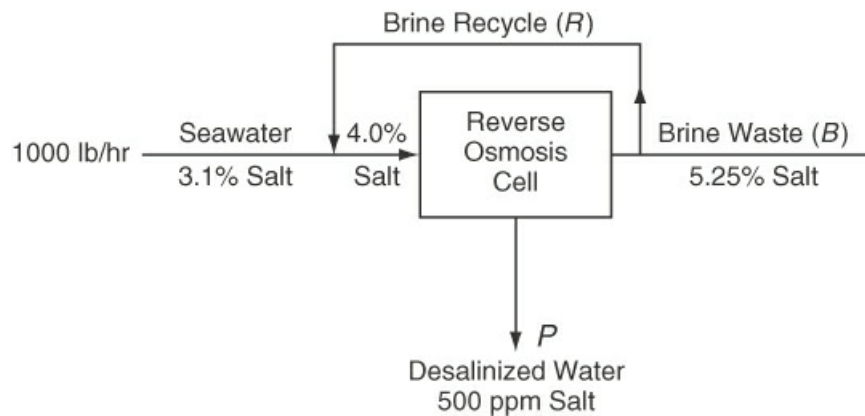 Brine Recycle (R)
1000 lb/hr
Seawater
3.1% Salt
4.0%
Salt
Reverse
Osmosis
Cell
Brine Waste (B)
5.25% Salt
P
Desalinized Water
500 ppm Salt